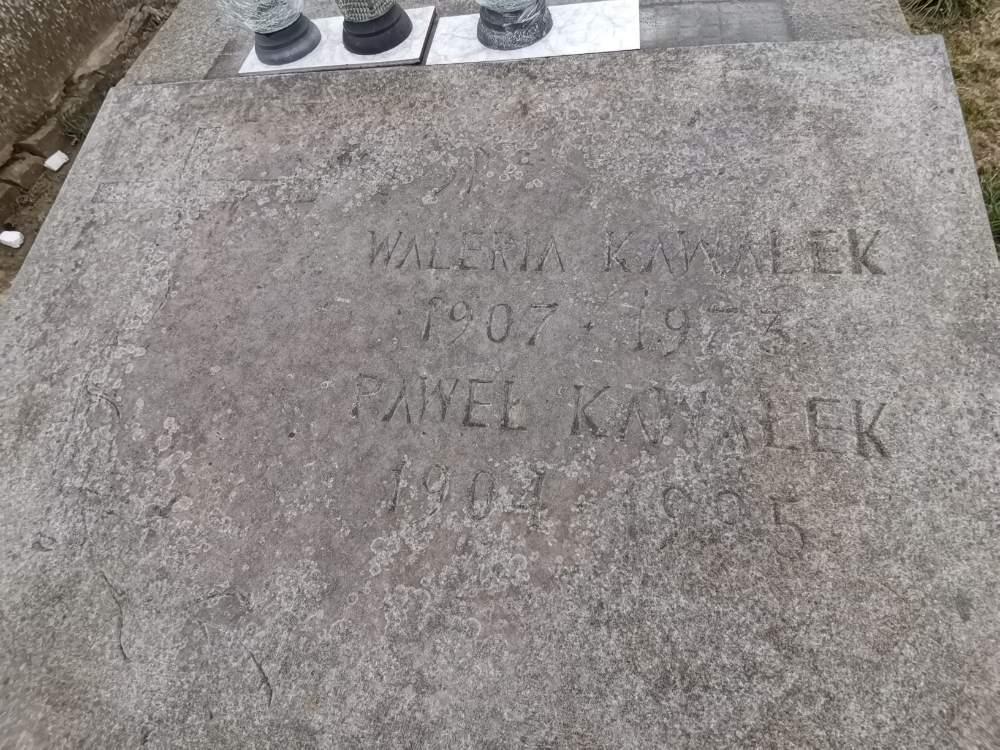 Ś. P.
WALERIA KAWAŁEK
1907 - 1973
PAWEŁ KAWAŁEK
1904 -